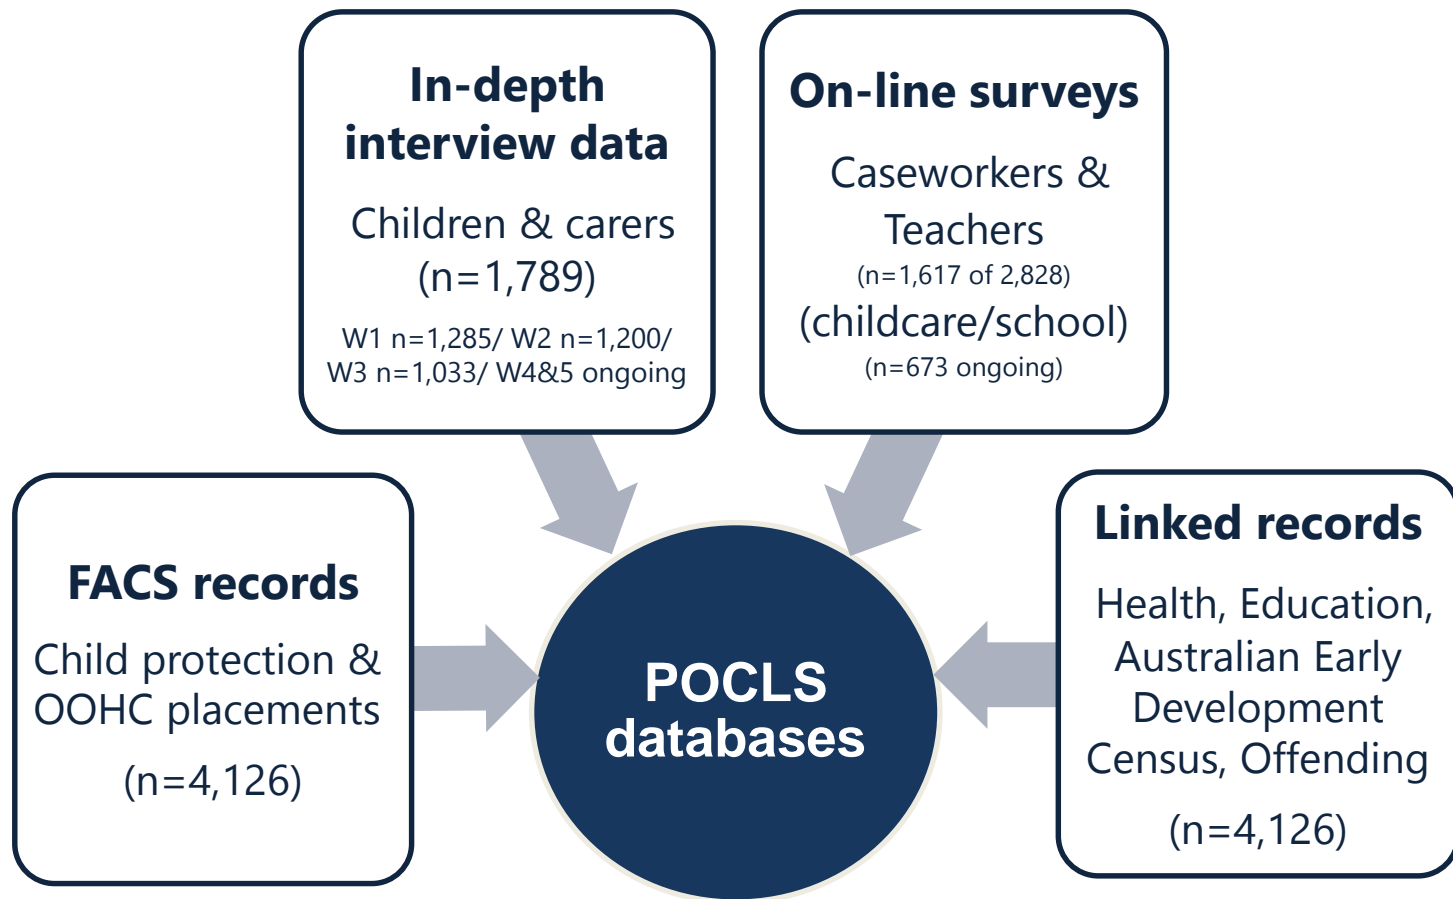 In-depth
interview data
Children & carers
(n=1,789)
W1 n=1,285/ W2 n=1,200/
W3 n=1,033/ W4&5 ongoing
On-line surveys
Caseworkers &
Teachers
(n=1,617 of 2,828)
(childcare/school)
(n=673 ongoing)
FACS records
Child protection &
OOHC placements
(n=4,126)
POCLS
databases
Linked records
Health, Education,
Australian Early
Development
Census, Offending
(n=4,126)